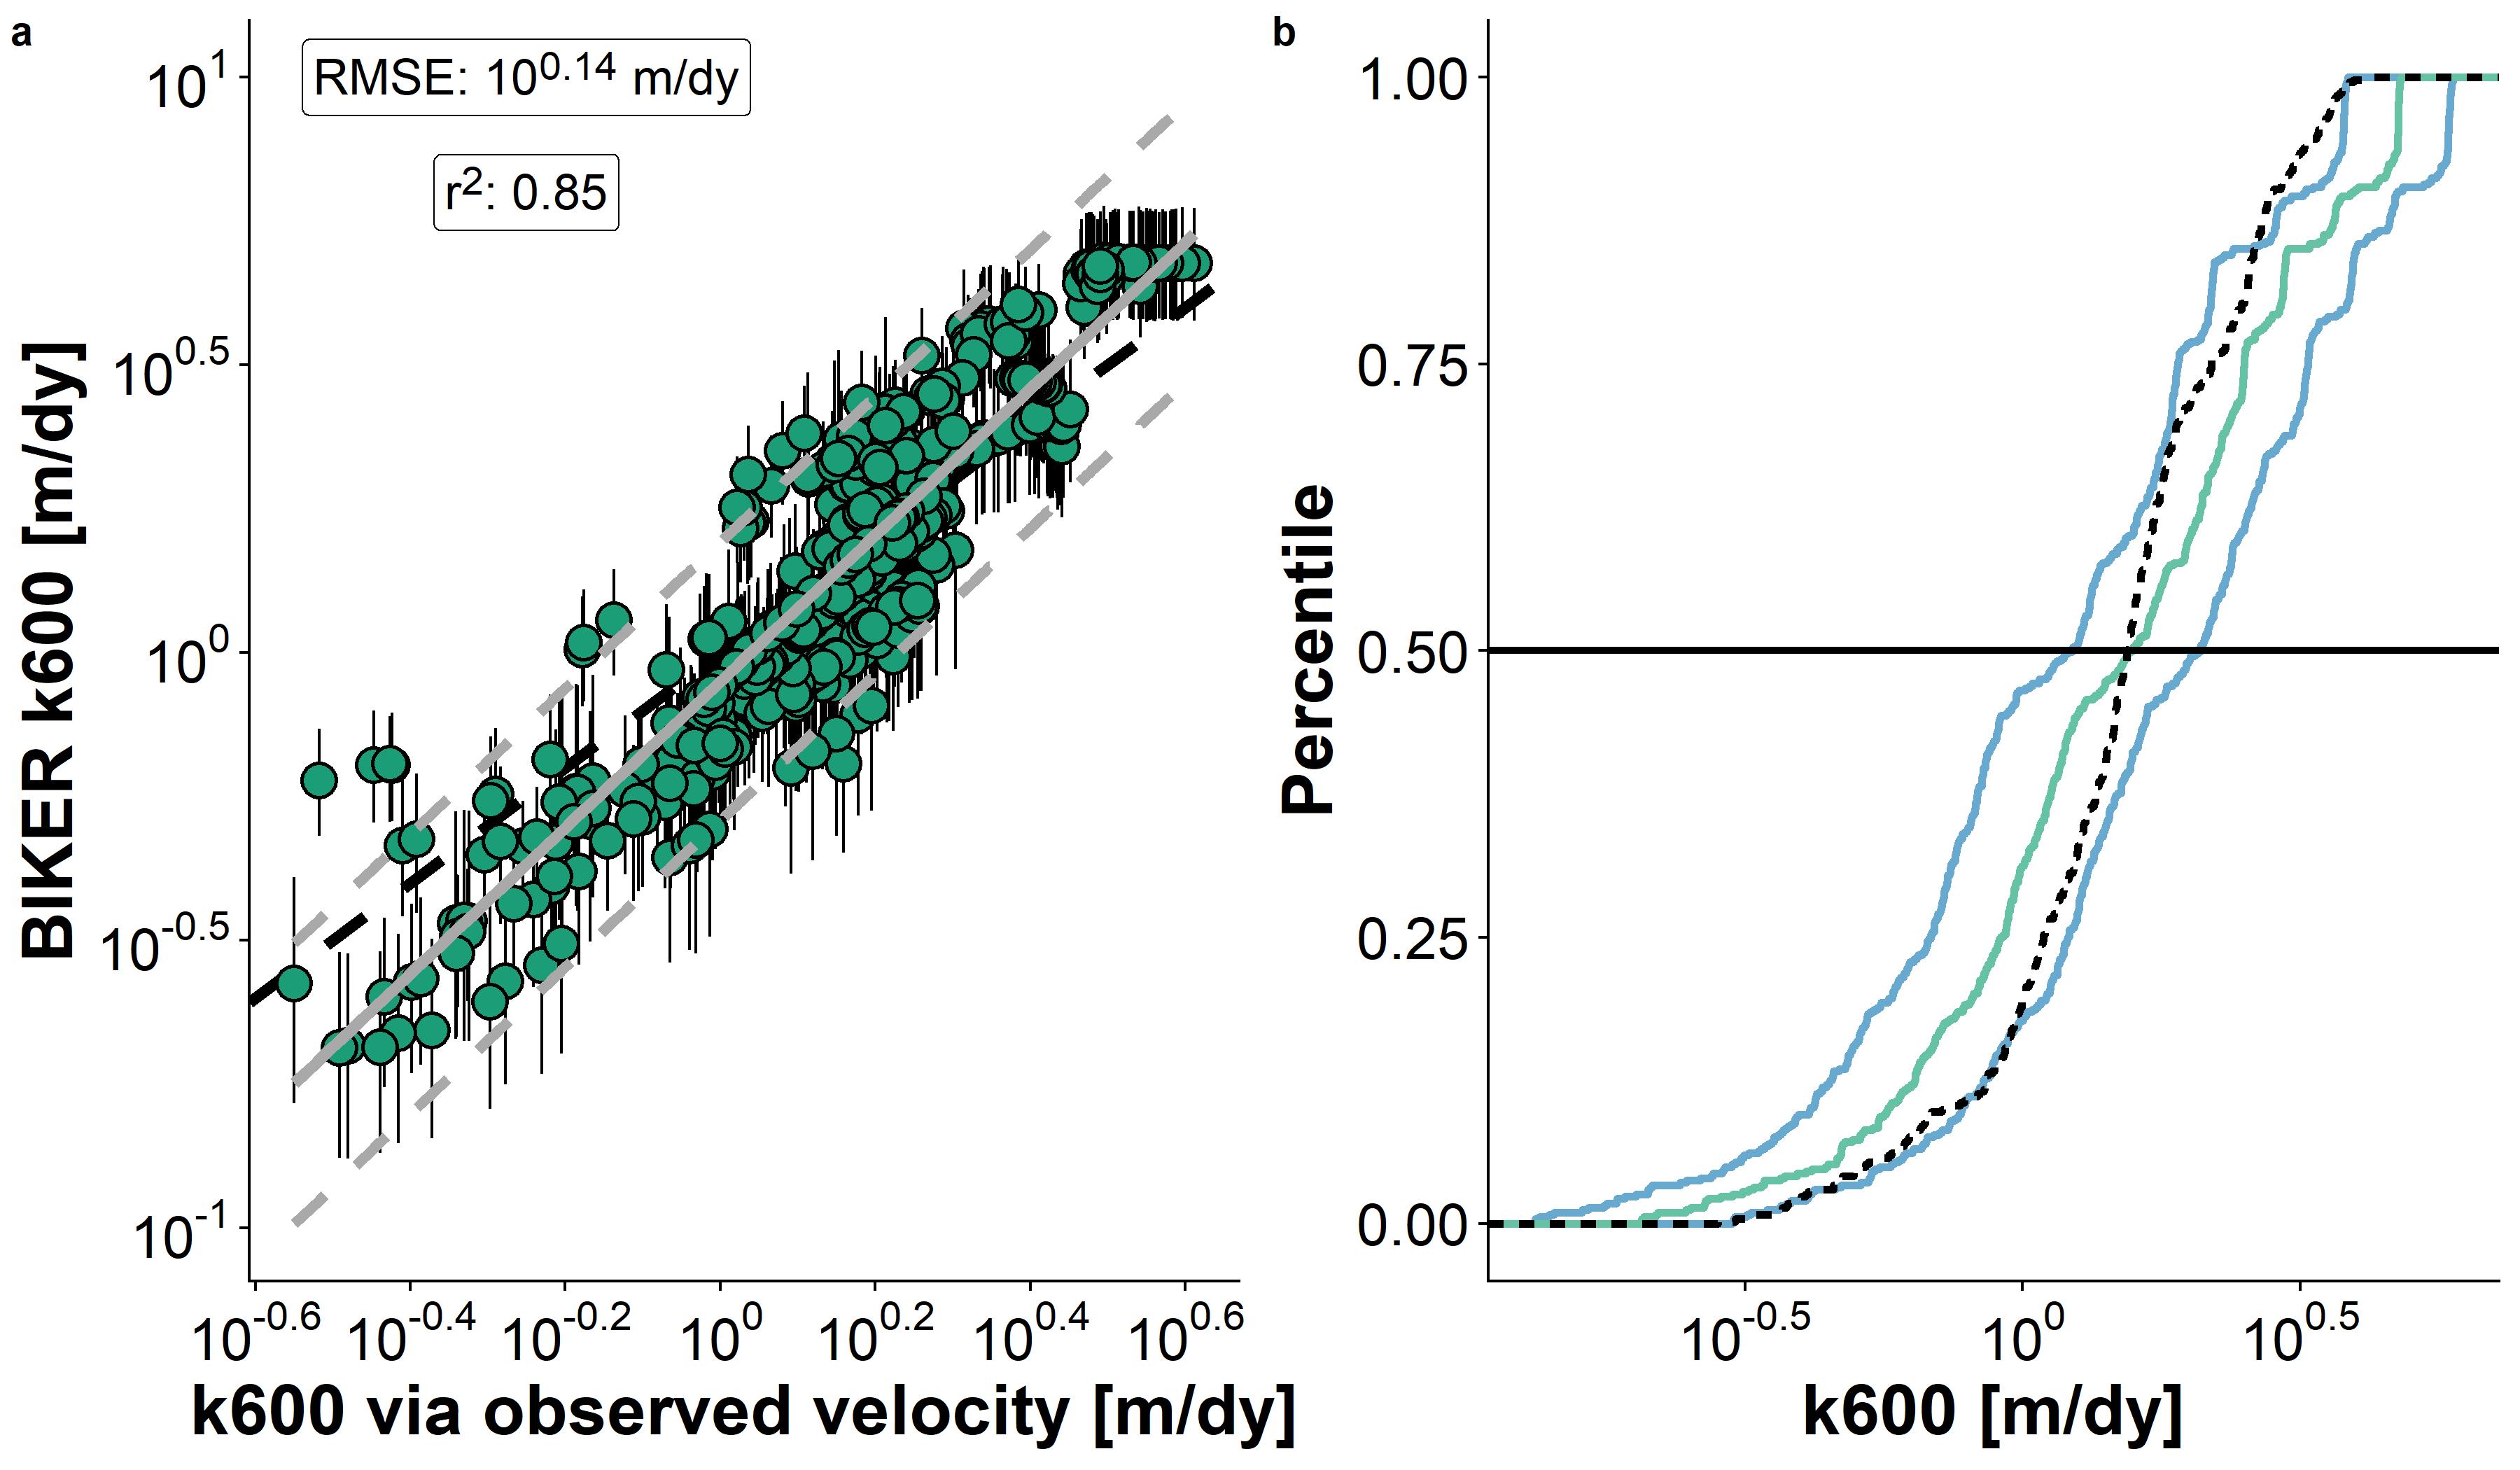 a
RMSE: 10^0.14 m/dy
r²: 0.85
BIKER k600 [m/dy]
10^1
10^0.5
10^0
10^-0.5
10^-1
10^-0.6 10^-0.4 10^-0.2 10^0 10^0.2 10^0.4 10^0.6
k600 via observed velocity [m/dy]
b
Percentile
1.00
0.75
0.50
0.25
0.00
10^-0.5 10^0 10^0.5
k600 [m/dy]